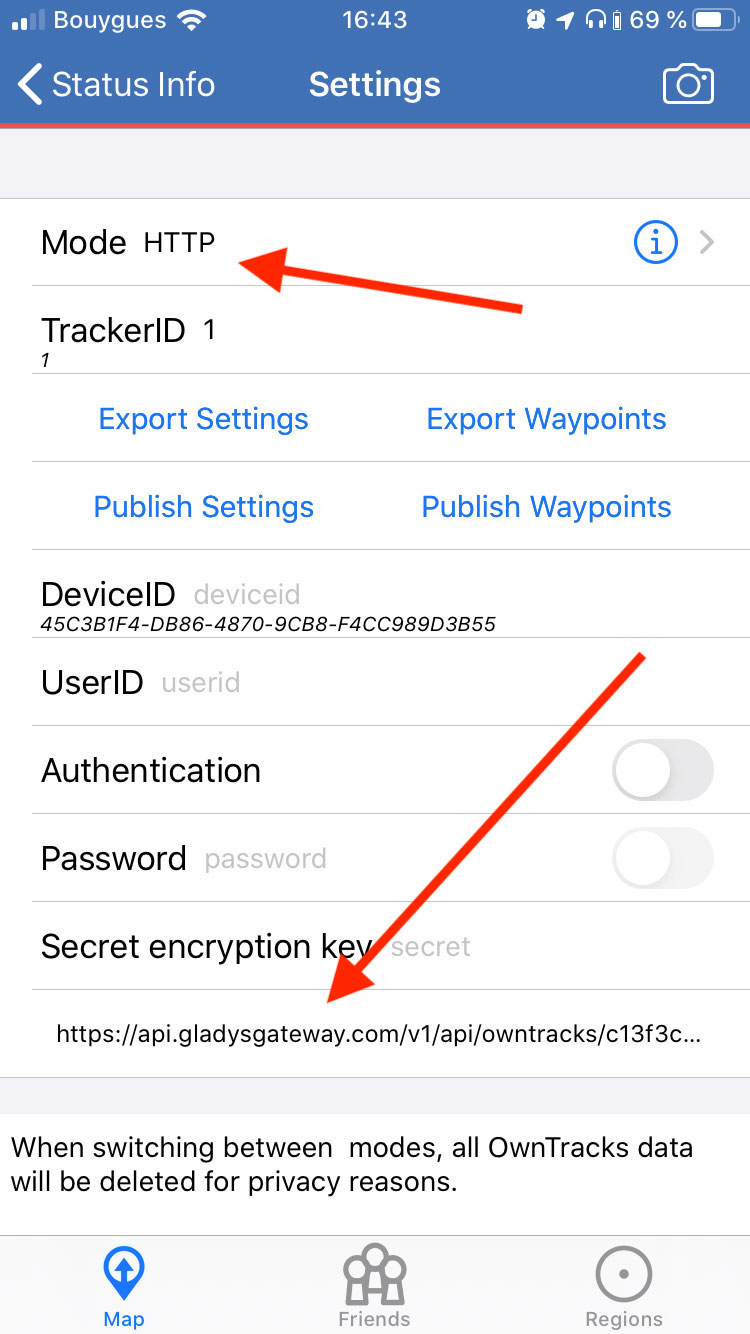 Bouygues 16:43 69 %
Status Info Settings
Mode HTTP
TrackerID 1
1
Export Settings Export Waypoints
Publish Settings Publish Waypoints
DeviceID deviceid
45C3B1F4-DB86-4870-9CB8-F4CC989D3B55
UserID userid
Authentication
Password password
Secret encryption key secret
https://api.gladysgateway.com/v1/api/owntracks/c13f3c...
When switching between modes, all OwnTracks data
will be deleted for privacy reasons.
Map Friends Regions